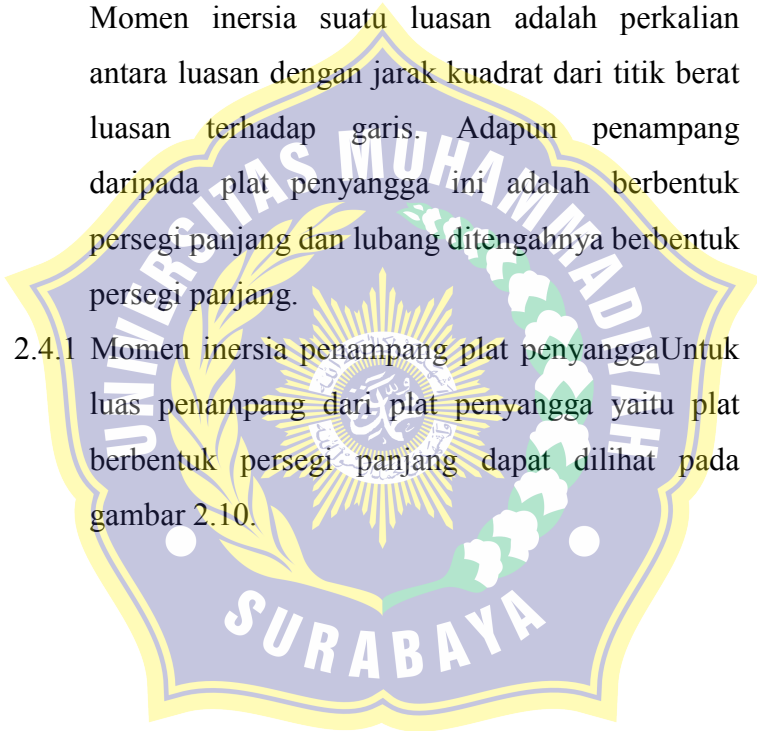 Momen inersia suatu luasan adalah perkalian
antara luasan dengan jarak kuadrat dari titik berat
luasan terhadap garis. Adapun penampang
daripada plat penyangga ini adalah berbentuk
persegi panjang dan lubang ditengahnya berbentuk
persegi panjang.
2.4.1 Momen inersia penampang plat penyanggaUntuk
luas penampang dari plat penyangga yaitu plat
berbentuk persegi panjang dapat dilihat pada
gambar 2.10.
UNIVERSITAS MUHAMMADIYAH
SURABAYA